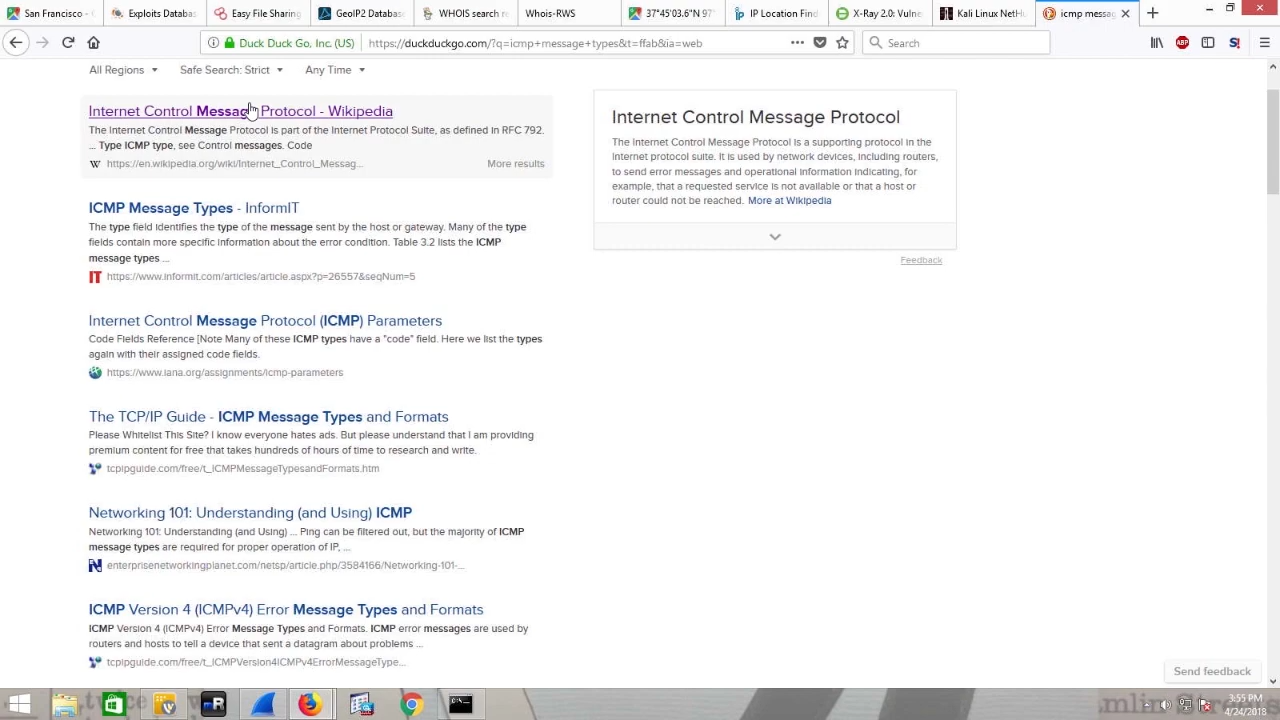 San Francisco -
Exploits Databas
Easy File Sharing
GeoIP2 Database
WHOIS search re
Whois-RWS
37°45'03.6"N 97°
IP Location Find
X-Ray 2.0: Vulne
Kali Linux NetHu
icmp messag
Duck Duck Go, Inc. (US)
https://duckduckgo.com/?q=icmp+message+types&t=ffab&ia=web
Search
ABP
S!
All Regions
Safe Search: Strict
Any Time
Internet Control Message Protocol - Wikipedia
The Internet Control Message Protocol is part of the Internet Protocol Suite, as defined in RFC 792.
... Type ICMP type, see Control messages. Code
W https://en.wikipedia.org/wiki/Internet_Control_Messag...
More results
ICMP Message Types - InformIT
The type field identifies the type of the message sent by the host or gateway. Many of the type
fields contain more specific information about the error condition. Table 3.2 lists the ICMP
message types ...
IT https://www.informit.com/articles/article.aspx?p=26557&seqNum=5
Internet Control Message Protocol (ICMP) Parameters
Code Fields Reference [Note Many of these ICMP types have a "code" field. Here we list the types
again with their assigned code fields.
https://www.iana.org/assignments/icmp-parameters
The TCP/IP Guide - ICMP Message Types and Formats
Please Whitelist This Site? I know everyone hates ads. But please understand that I am providing
premium content for free that takes hundreds of hours of time to research and write.
tcpipguide.com/free/t_ICMPMessageTypesandFormats.htm
Networking 101: Understanding (and Using) ICMP
Networking 101: Understanding (and Using) ... Ping can be filtered out, but the majority of ICMP
message types are required for proper operation of IP, ...
N enterprisenetworkingplanet.com/netsp/article.php/3584166/Networking-101-...
ICMP Version 4 (ICMPv4) Error Message Types and Formats
ICMP Version 4 (ICMPv4) Error Message Types and Formats. ICMP error messages are used by
routers and hosts to tell a device that sent a datagram about problems ...
tcpipguide.com/free/t_ICMPVersion4ICMPv4ErrorMessageType...
Internet Control Message Protocol
The Internet Control Message Protocol is a supporting protocol in the
Internet protocol suite. It is used by network devices, including routers,
to send error messages and operational information indicating, for
example, that a requested service is not available or that a host or
router could not be reached. More at Wikipedia
Feedback
Send feedback
3:55 PM
4/24/2018